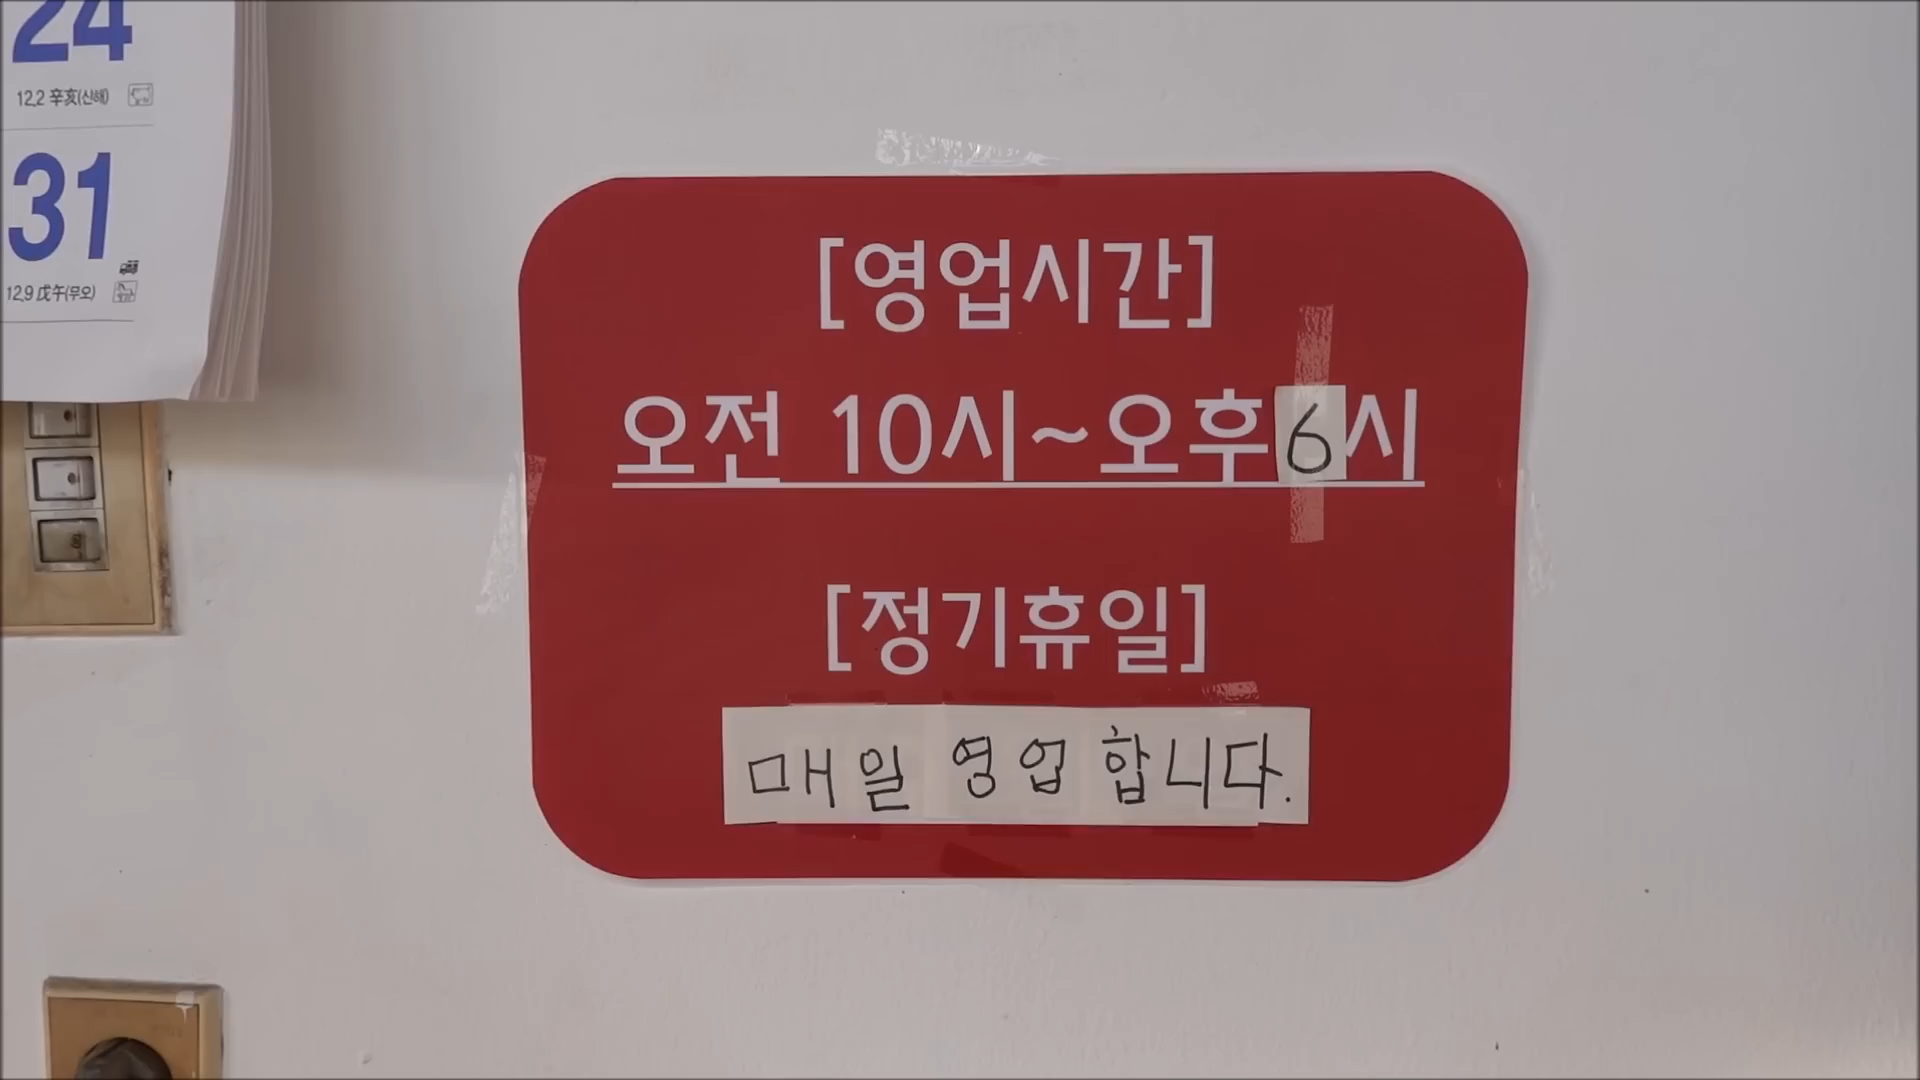 24
12.2 辛亥(신해)
31
12.9 戊午(무오)
[영업시간]
오전 10시~오후6시
[정기휴일]
매일 영업합니다.